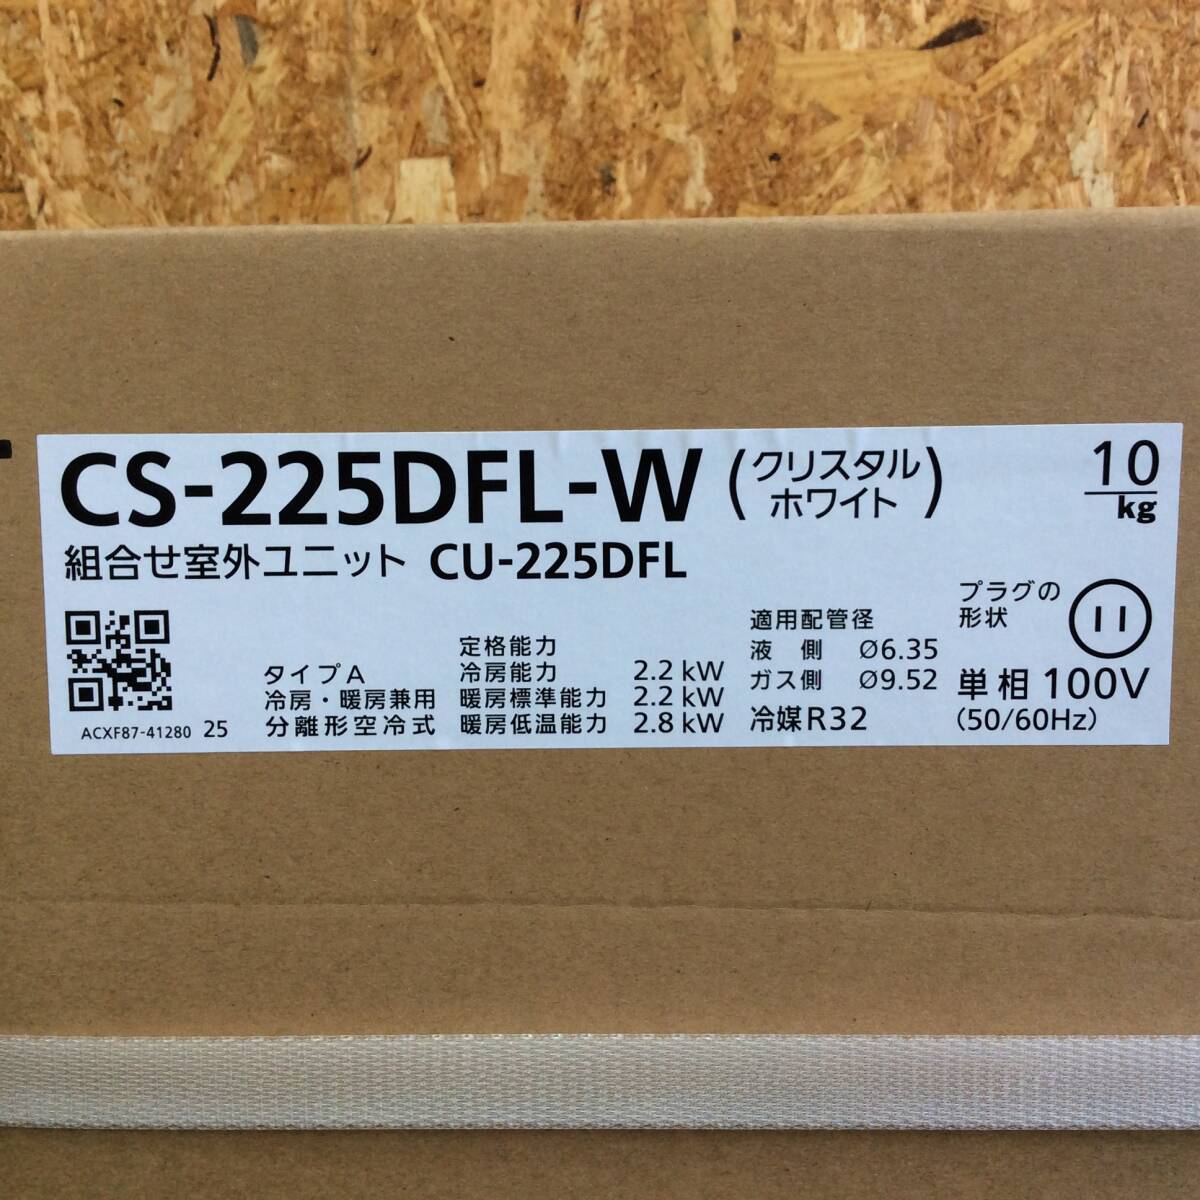 CS-225DFL-W (クリスタル
ホワイト)
10
kg
組合せ室外ユニット CU-225DFL
ACXF87-41280 25
タイプA
冷房・暖房兼用
分離形空冷式
定格能力
冷房能力 2.2 kW
暖房標準能力 2.2 kW
暖房低温能力 2.8 kW
適用配管径
液 側 Ø6.35
ガス側 Ø9.52
冷媒R32
プラグの
形状
単相 100V
(50/60Hz)